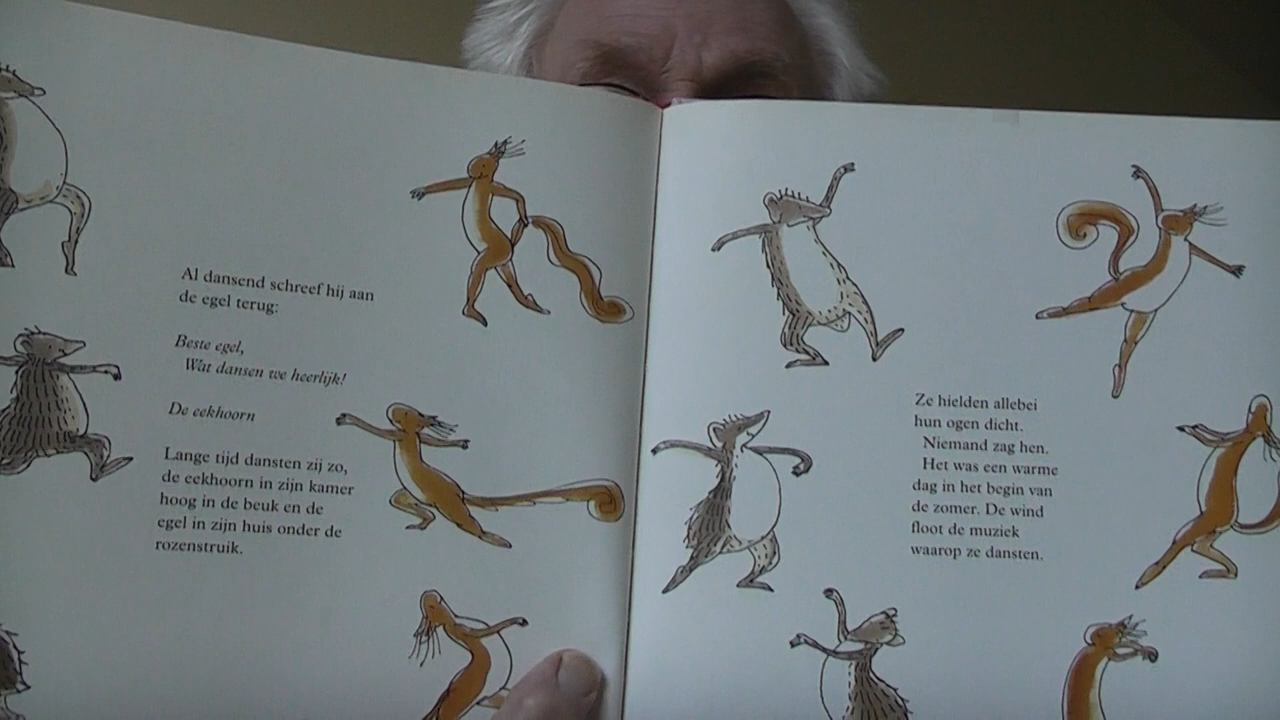 Al dansend schreef hij aan
de egel terug:
Beste egel,
Wat dansen we heerlijk!
De eekhoorn
Lange tijd dansten zij zo,
de eekhoorn in zijn kamer
hoog in de beuk en de
egel in zijn huis onder de
rozenstruik.
Ze hielden allebei
hun ogen dicht.
Niemand zag hen.
Het was een warme
dag in het begin van
de zomer. De wind
floot de muziek
waarop ze dansten.